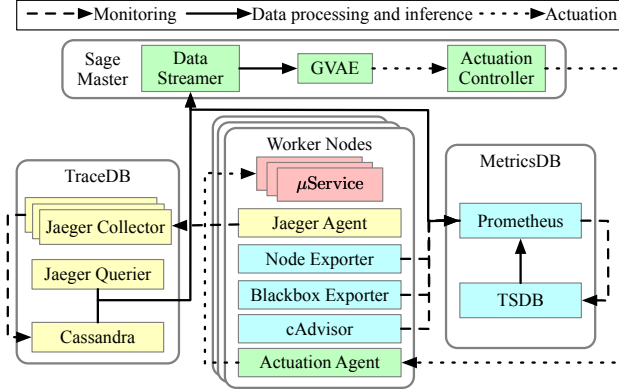 Monitoring
Data processing and inference
Actuation
Sage
Master
Data
Streamer
GVAE
Actuation
Controller
TraceDB
Jaeger Collector
Jaeger Querier
Cassandra
Worker Nodes
μService
Jaeger Agent
Node Exporter
Blackbox Exporter
cAdvisor
Actuation Agent
MetricsDB
Prometheus
TSDB